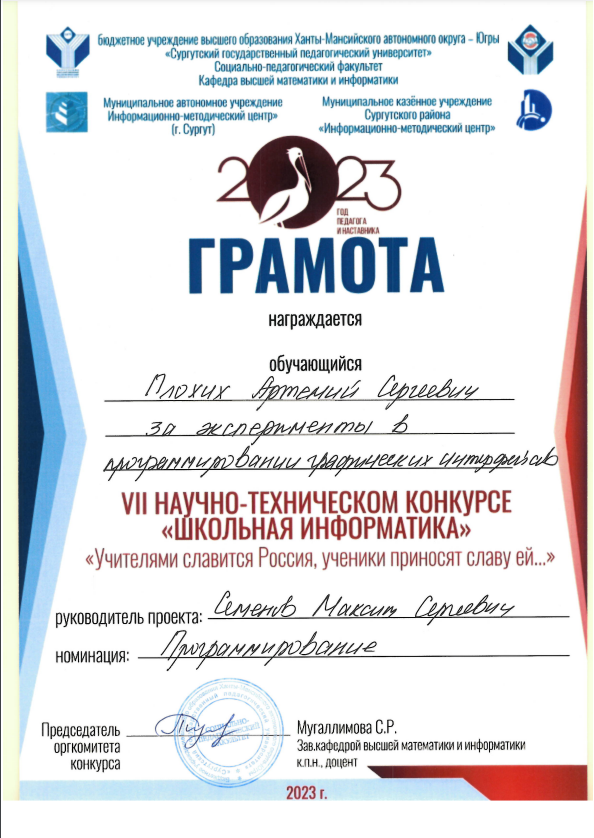 бюджетное учреждение высшего образования Ханты-Мансийского автономного округа – Югры
«Сургутский государственный педагогический университет»
Социально-педагогический факультет
Кафедра высшей математики и информатики
Муниципальное автономное учреждение
Информационно-методический центр»
(г. Сургут)
Муниципальное казённое учреждение
Сургутского района
«Информационно-методический центр»
2023
ГОД
ПЕДАГОГА
И НАСТАВНИКА
ГРАМОТА
награждается
обучающийся
Плохих Артемий Сергеевич
за эксперименты в
программировании графических интерфейсов
VII НАУЧНО-ТЕХНИЧЕСКОМ КОНКУРСЕ
«ШКОЛЬНАЯ ИНФОРМАТИКА»
«Учителями славится Россия, ученики приносят славу ей...»
руководитель проекта: Семенов Максим Сергеевич
номинация: Программирование
Председатель
оргкомитета
конкурса
Мугаллимова С.Р.
Зав.кафедрой высшей математики и информатики
к.п.н., доцент
2023 г.